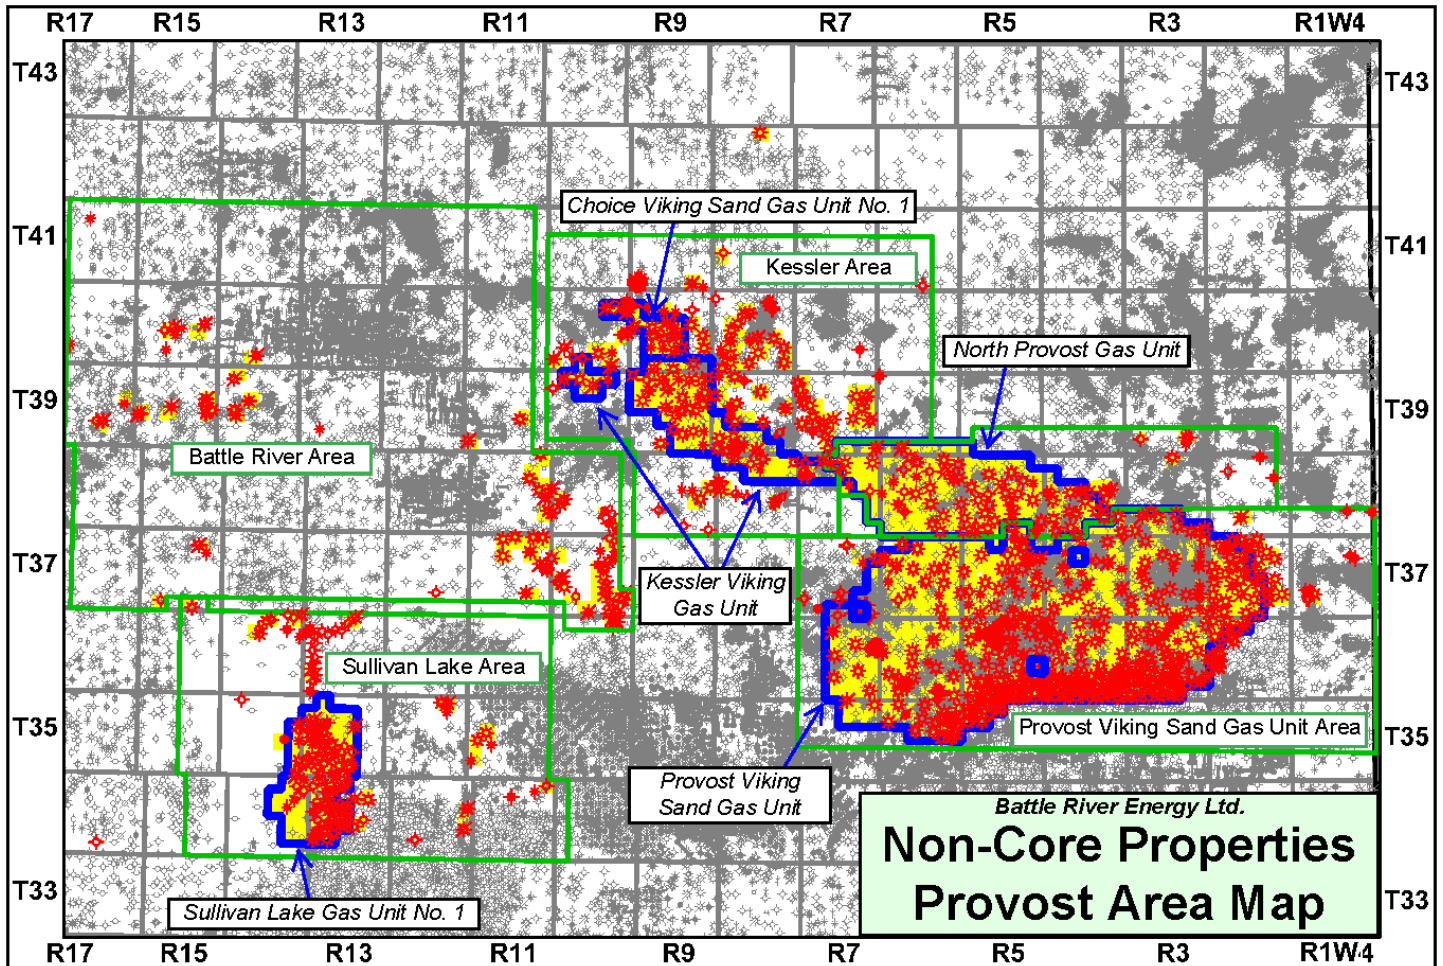 R17 R15 R13 R11 R9 R7 R5 R3 R1W4
T43 T43
Choice Viking Sand Gas Unit No. 1
T41 T41
Kessler Area
North Provost Gas Unit
T39 T39
Battle River Area
T37 T37
Kessler Viking
Gas Unit
Sullivan Lake Area
T35 T35
Provost Viking Sand Gas Unit Area
Provost Viking
Sand Gas Unit
Battle River Energy Ltd.
Non-Core Properties
Provost Area Map
T33 T33
Sullivan Lake Gas Unit No. 1
R17 R15 R13 R11 R9 R7 R5 R3 R1W4